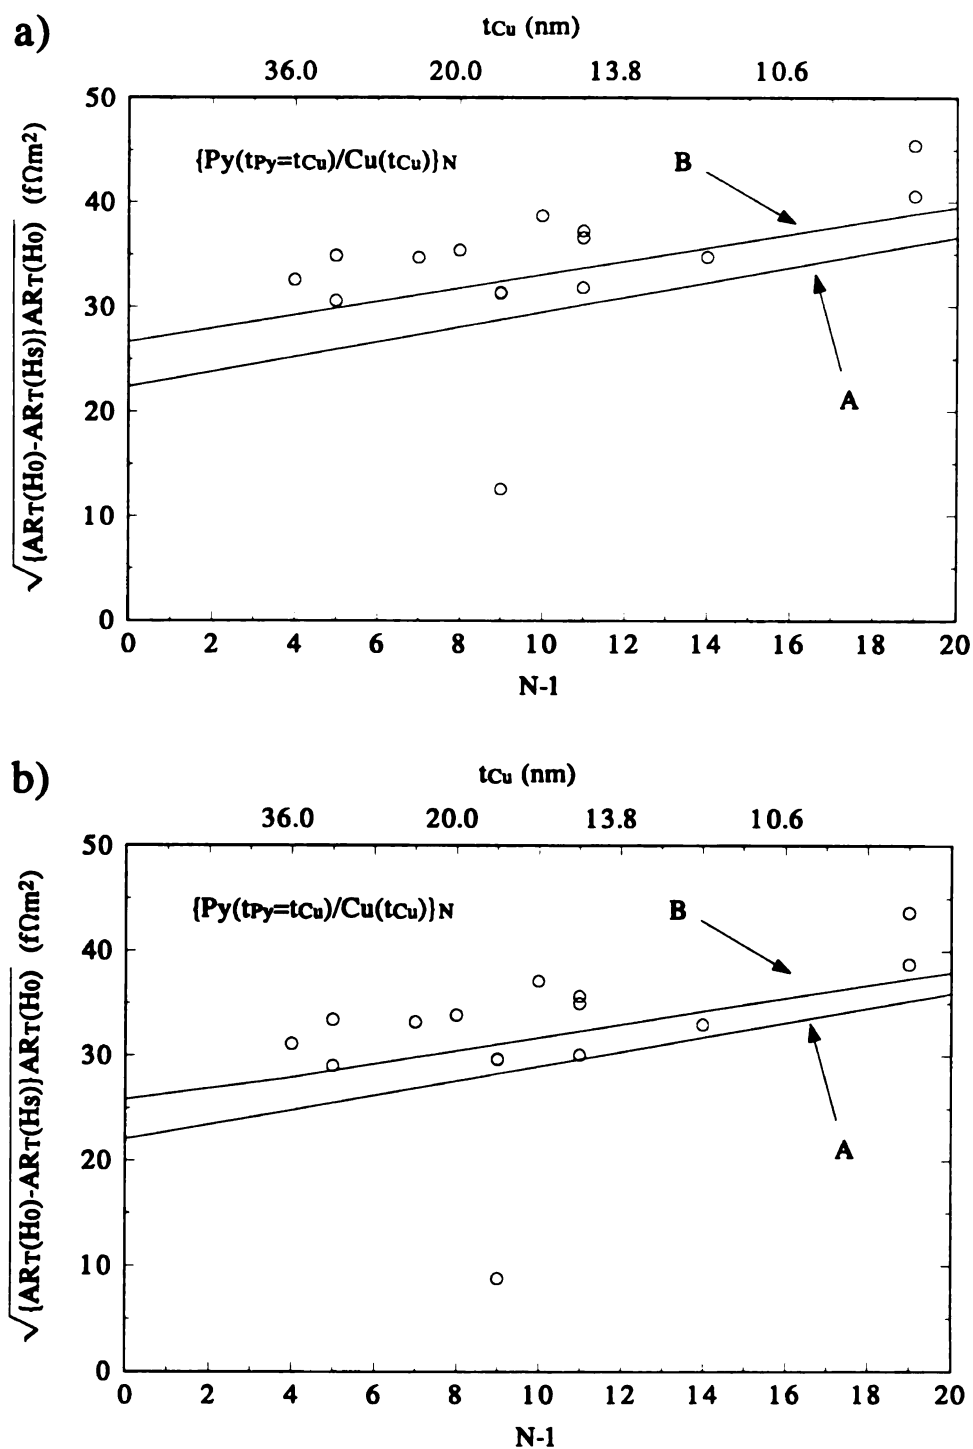 a)
tCu (nm)
36.0 20.0 13.8 10.6
50
40
30
20
10
0
√{ART(H0)-ART(Hs)}ART(H0) (fΩm²)
{Py(tPy=tCu)/Cu(tCu)}N
B
A
0 2 4 6 8 10 12 14 16 18 20
N-1
b)
tCu (nm)
36.0 20.0 13.8 10.6
50
40
30
20
10
0
√{ART(H0)-ART(Hs)}ART(H0) (fΩm²)
{Py(tPy=tCu)/Cu(tCu)}N
B
A
0 2 4 6 8 10 12 14 16 18 20
N-1